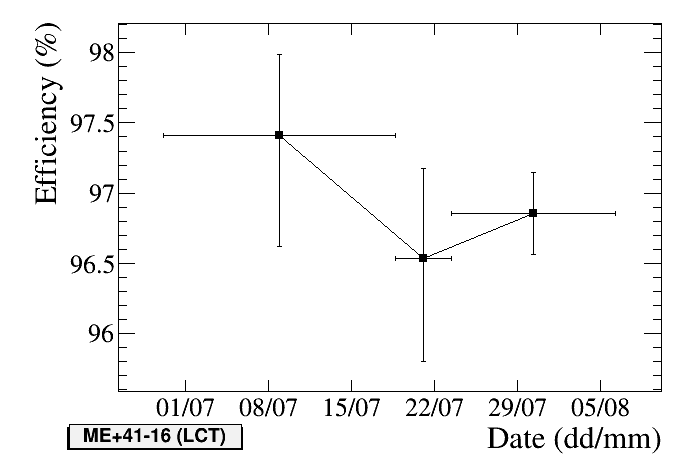 Efficiency (%)
98
97.5
97
96.5
96
01/07 08/07 15/07 22/07 29/07 05/08
ME+41-16 (LCT)
Date (dd/mm)